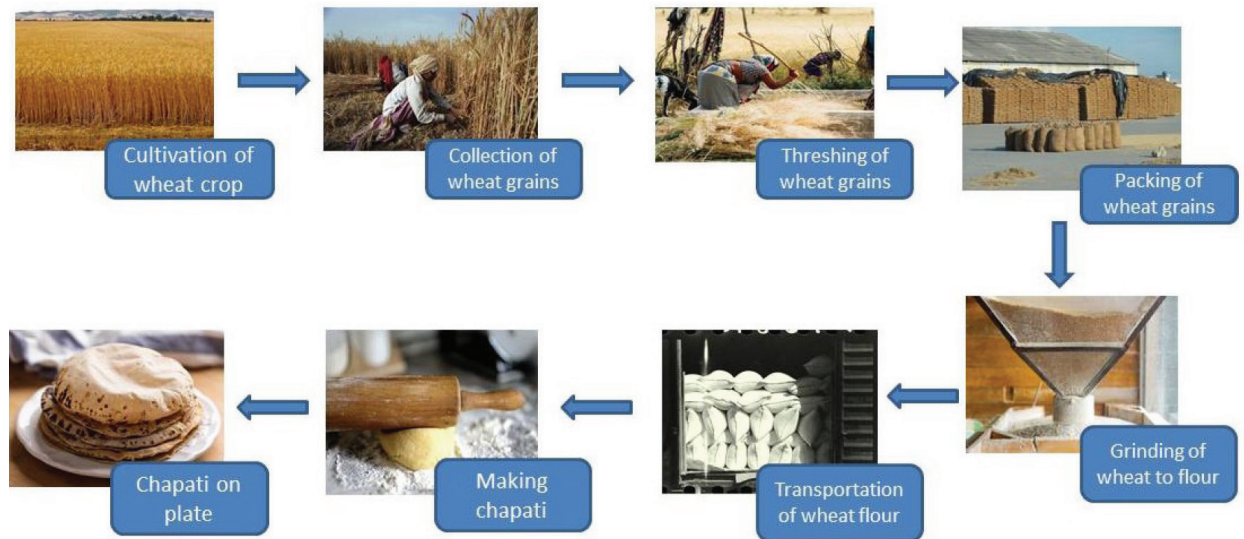 Cultivation of
wheat crop
Collection of
wheat grains
Threshing of
wheat grains
Packing of
wheat grains
Grinding of
wheat to flour
Transportation
of wheat flour
Making
chapati
Chapati on
plate